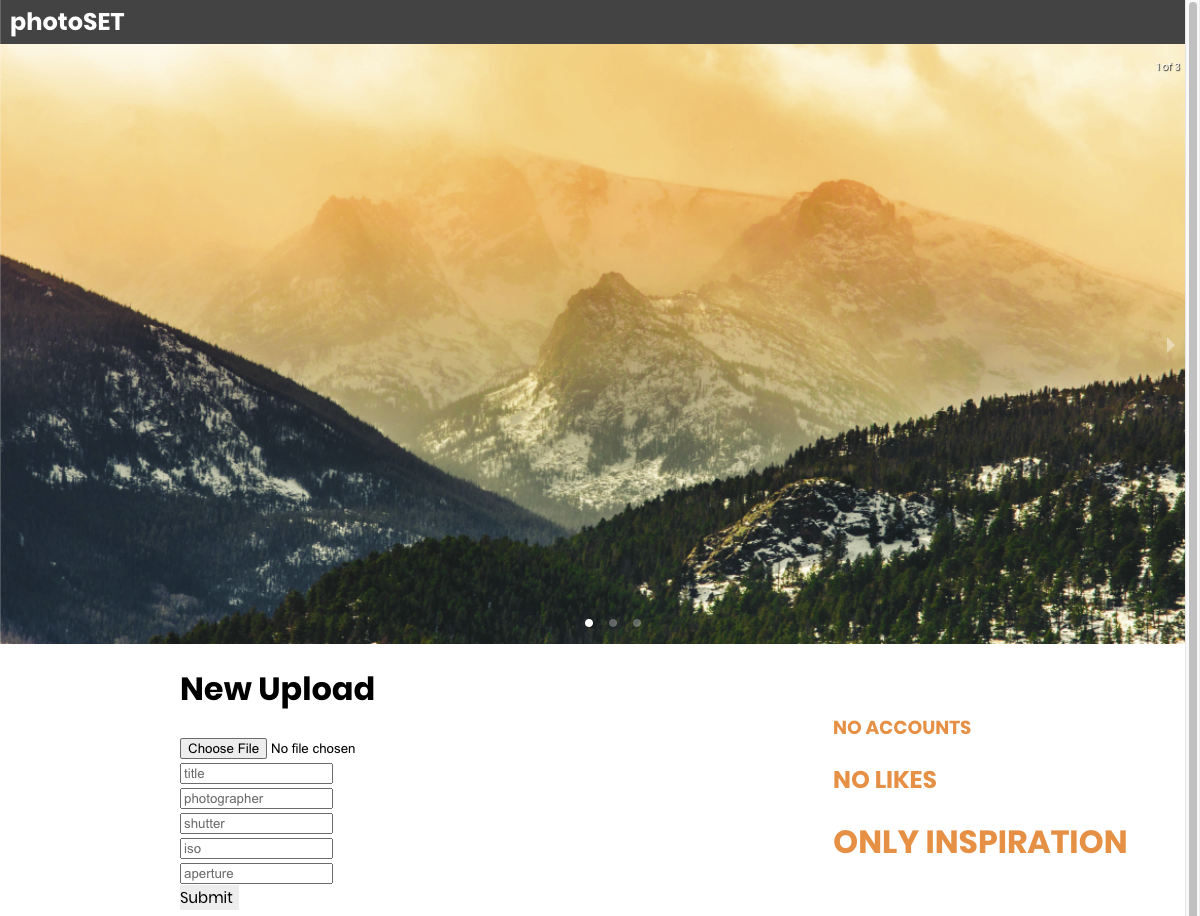 photoSET
1 of 3
New Upload
NO ACCOUNTS
Choose File No file chosen
title
NO LIKES
photographer
shutter
ONLY INSPIRATION
iso
aperture
Submit